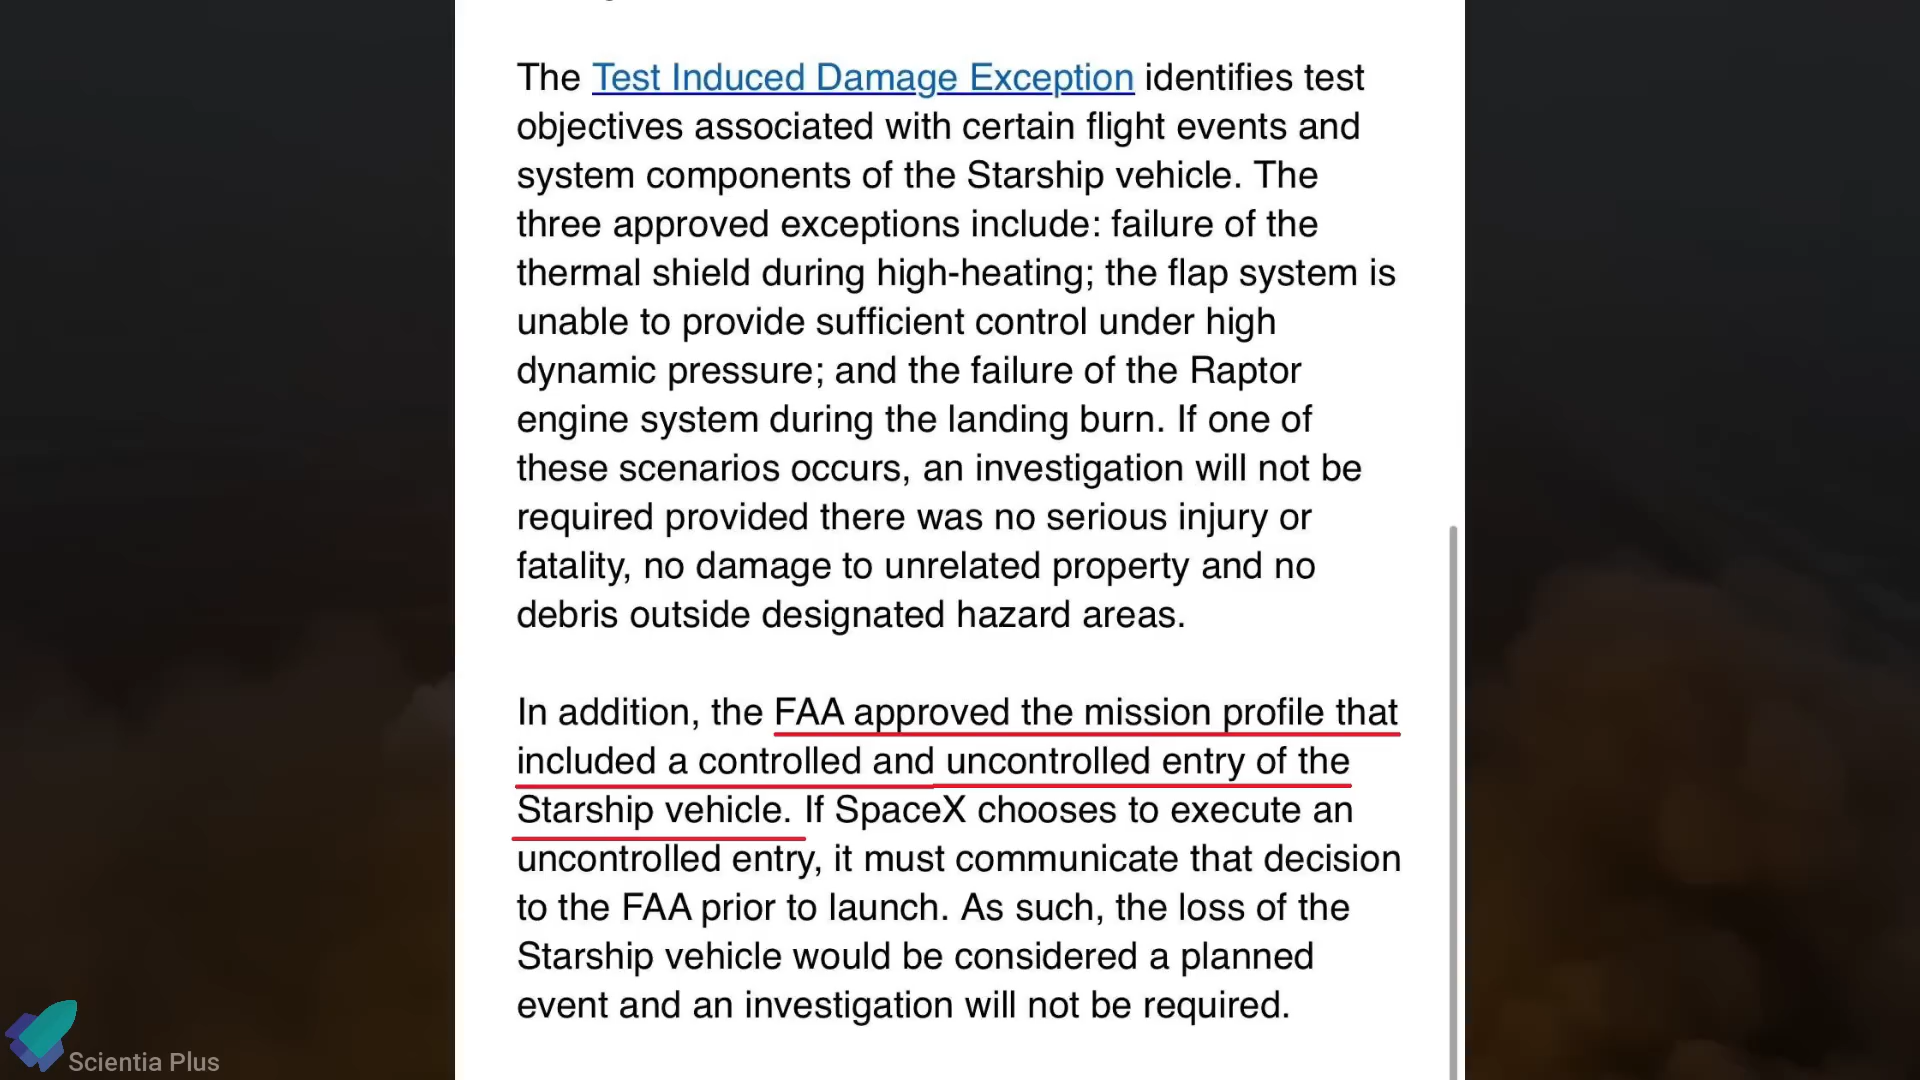 The Test Induced Damage Exception identifies test
objectives associated with certain flight events and
system components of the Starship vehicle. The
three approved exceptions include: failure of the
thermal shield during high-heating; the flap system is
unable to provide sufficient control under high
dynamic pressure; and the failure of the Raptor
engine system during the landing burn. If one of
these scenarios occurs, an investigation will not be
required provided there was no serious injury or
fatality, no damage to unrelated property and no
debris outside designated hazard areas.
In addition, the FAA approved the mission profile that
included a controlled and uncontrolled entry of the
Starship vehicle. If SpaceX chooses to execute an
uncontrolled entry, it must communicate that decision
to the FAA prior to launch. As such, the loss of the
Starship vehicle would be considered a planned
event and an investigation will not be required.
Scientia Plus